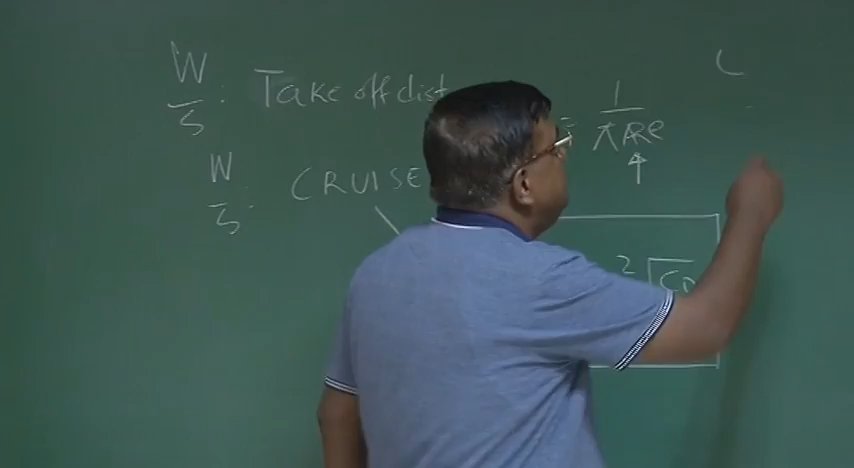 W/S : Take off dist
W/S : CRUISE
= 1/πARe
↑
2 √CD
C